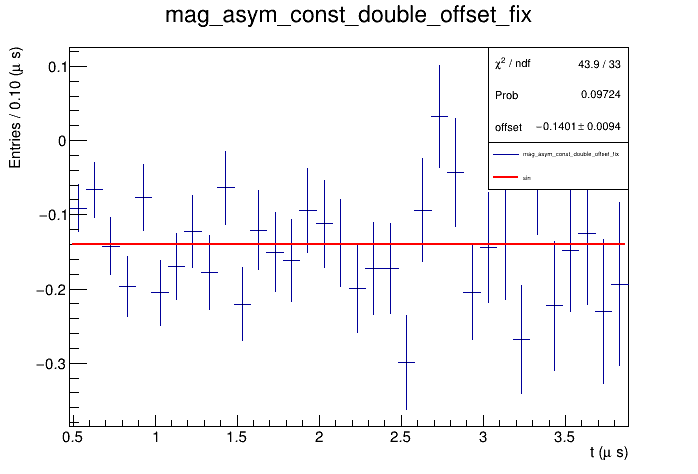 mag_asym_const_double_offset_fix
Entries / 0.10 (μ s)
χ² / ndf 43.9 / 33
Prob 0.09724
offset −0.1401 ± 0.0094
mag_asym_const_double_offset_fix
sin
0.1
0
−0.1
−0.2
−0.3
0.5 1 1.5 2 2.5 3 3.5
t (μ s)